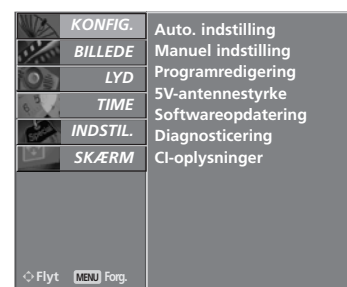 KONFIG.
BILLEDE
LYD
TIME
INDSTIL.
SKÆRM
Auto. indstilling
Manuel indstilling
Programredigering
5V-antennestyrke
Softwareopdatering
Diagnosticering
CI-oplysninger
Flyt MENU Forg.